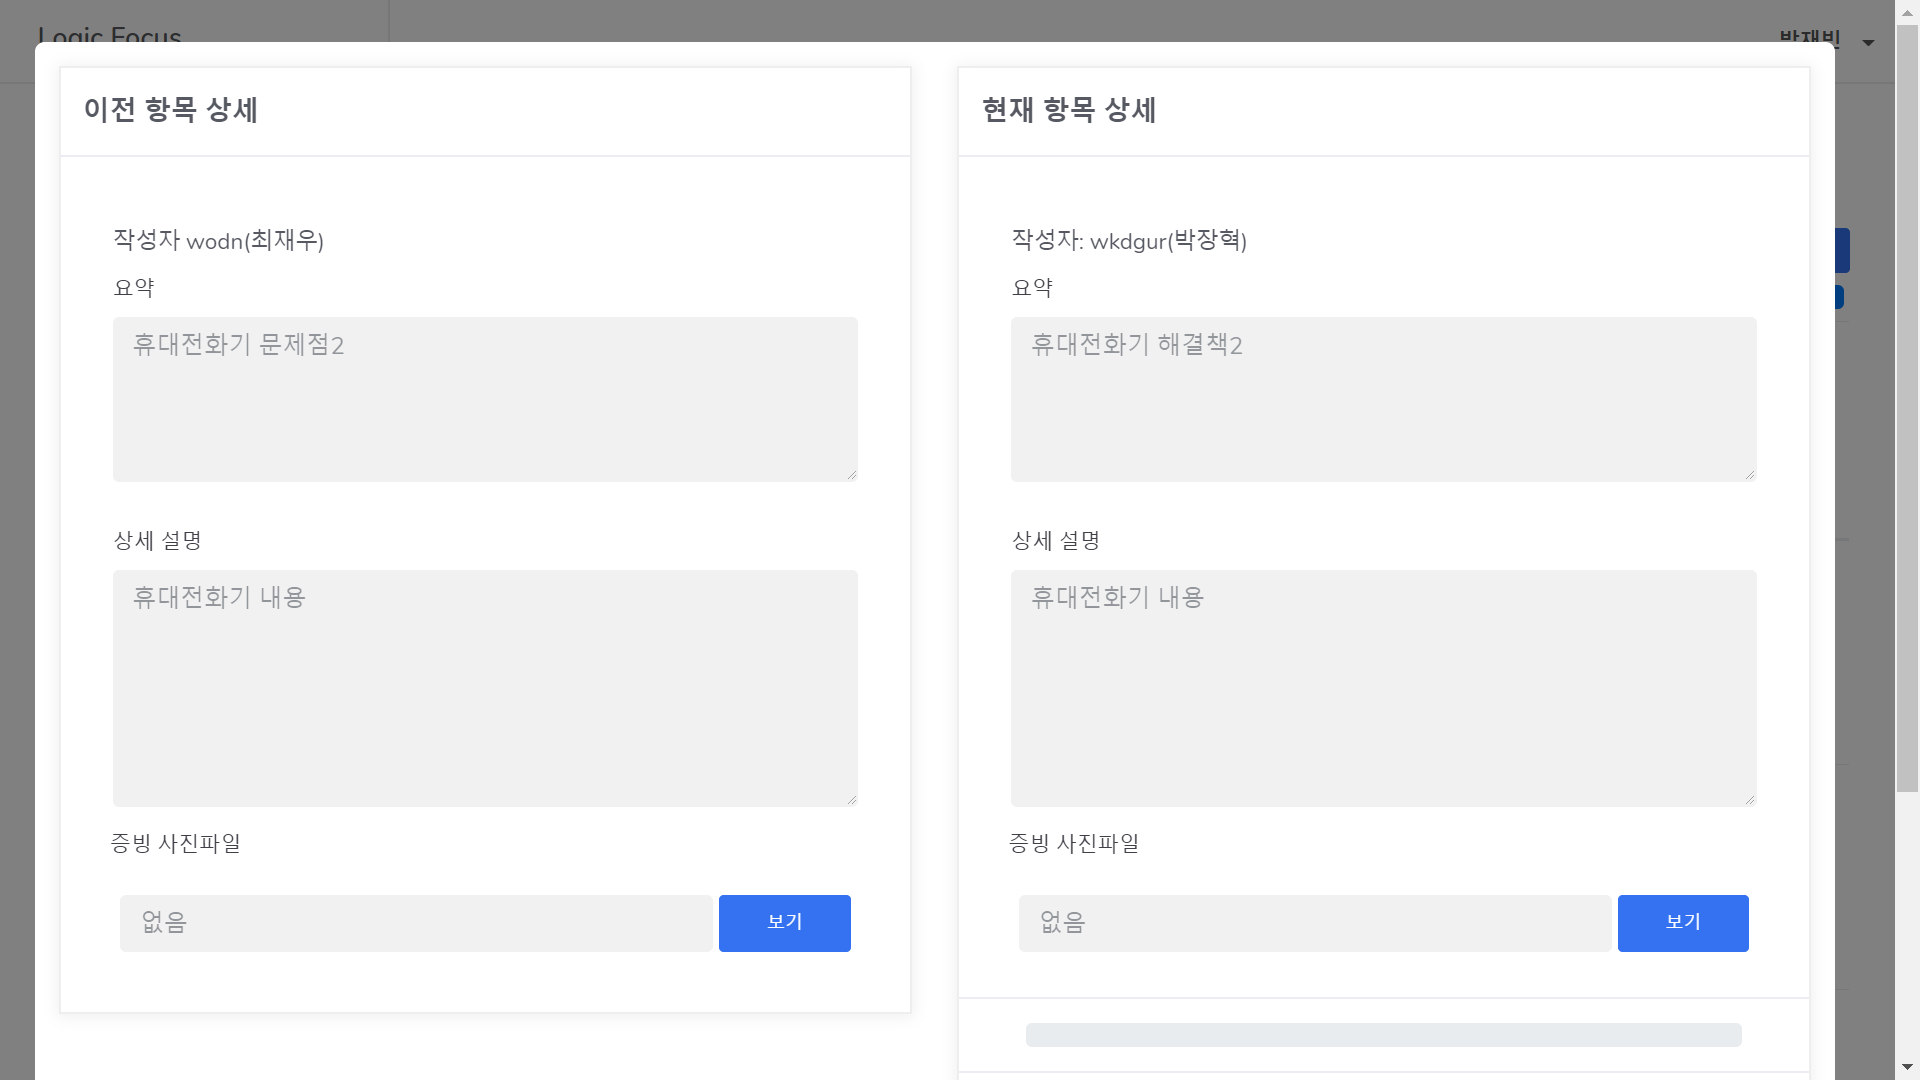 Logic Focus
박재빈
이전 항목 상세
작성자 wodn(최재우)
요약
휴대전화기 문제점2
상세 설명
휴대전화기 내용
증빙 사진파일
없음
보기
현재 항목 상세
작성자: wkdgur(박장혁)
요약
휴대전화기 해결책2
상세 설명
휴대전화기 내용
증빙 사진파일
없음
보기